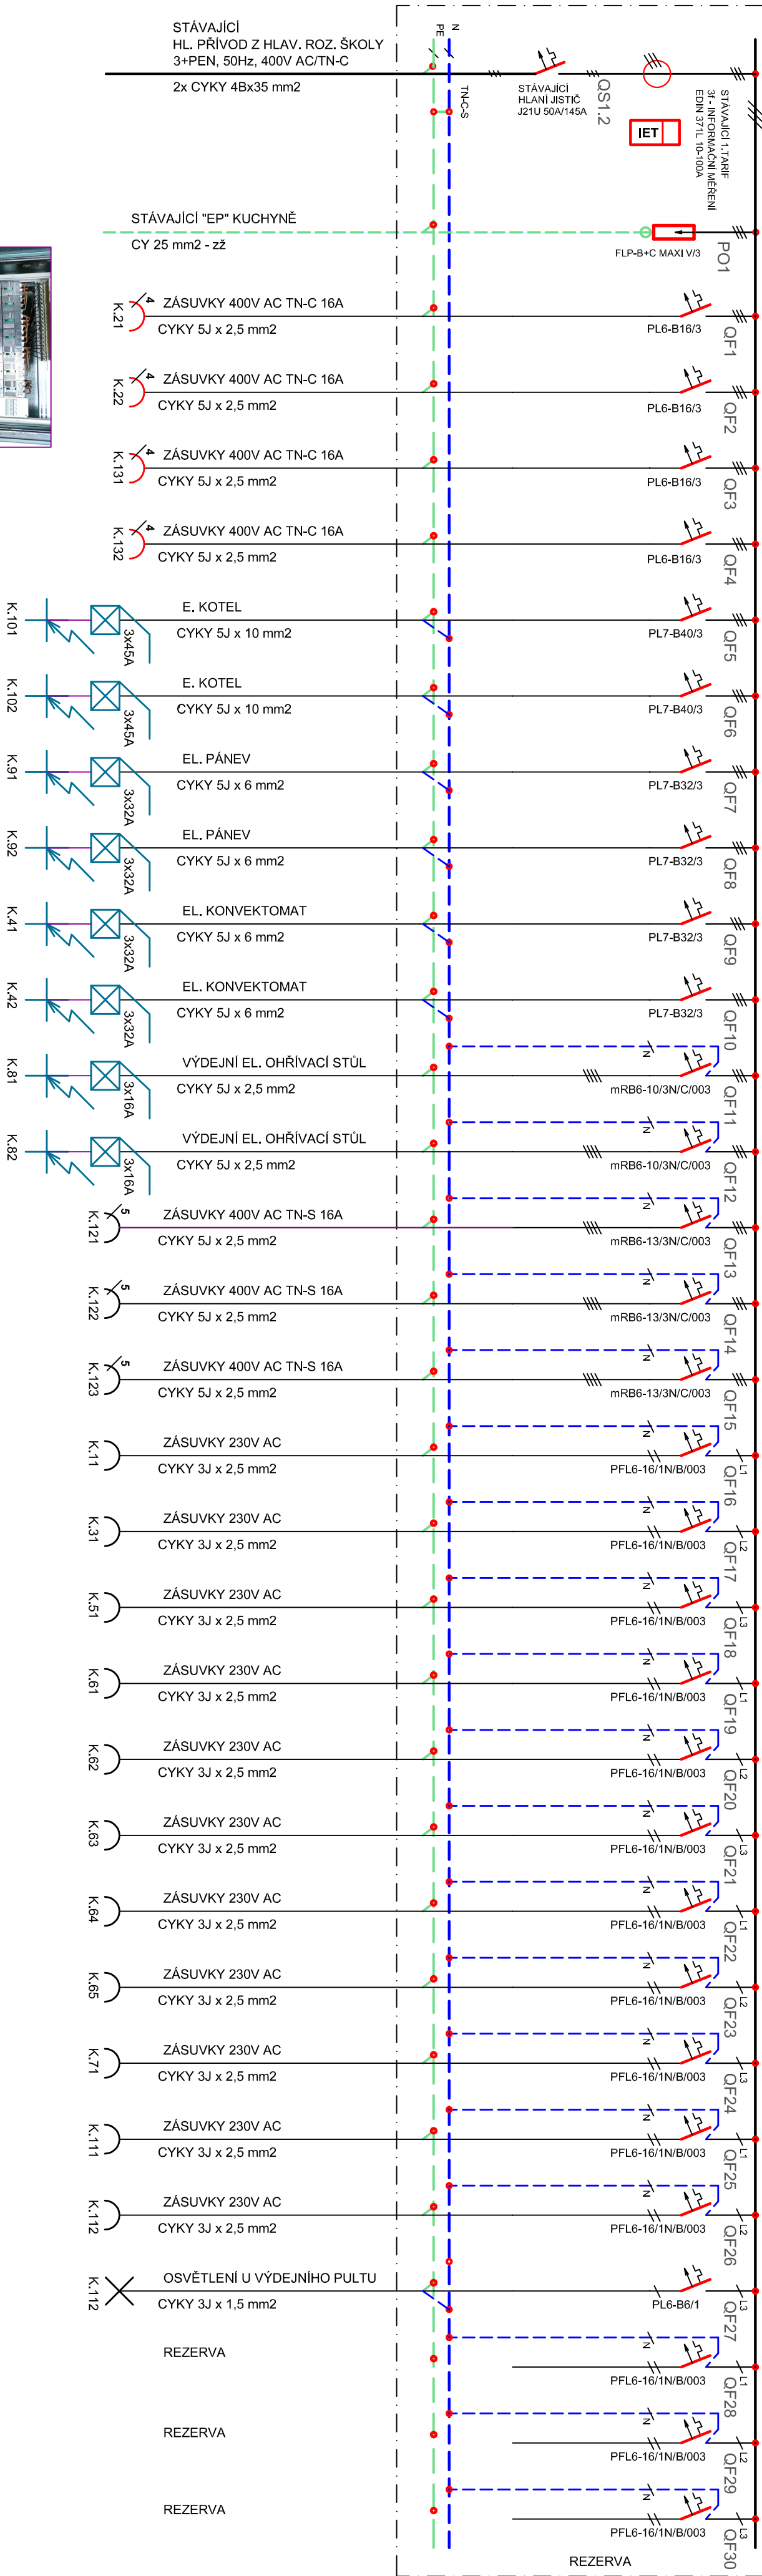 STÁVAJÍCÍ
HL. PŘÍVOD Z HLAV. ROZ. ŠKOLY
3+PEN, 50Hz, 400V AC/TN-C
2x CYKY 4Bx35 mm2
N
PE
TN-C-S
STÁVAJÍCÍ
HLANÍ JISTIČ
J21U 50A/145A
QS1.2
IET
STÁVAJÍCÍ 1.TARIF
3f - INFORMAČNÍ MĚŘENÍ
EDIN 371L 10-100A
STÁVAJÍCÍ "EP" KUCHYNĚ
CY 25 mm2 - zž
FLP-B+C MAXI V/3
PO1
K.21
4
ZÁSUVKY 400V AC TN-C 16A
CYKY 5J x 2,5 mm2
PL6-B16/3
QF1
K.22
4
ZÁSUVKY 400V AC TN-C 16A
CYKY 5J x 2,5 mm2
PL6-B16/3
QF2
K.131
4
ZÁSUVKY 400V AC TN-C 16A
CYKY 5J x 2,5 mm2
PL6-B16/3
QF3
K.132
4
ZÁSUVKY 400V AC TN-C 16A
CYKY 5J x 2,5 mm2
PL6-B16/3
QF4
K.101
3x45A
E. KOTEL
CYKY 5J x 10 mm2
PL7-B40/3
QF5
K.102
3x45A
E. KOTEL
CYKY 5J x 10 mm2
PL7-B40/3
QF6
K.91
3x32A
EL. PÁNEV
CYKY 5J x 6 mm2
PL7-B32/3
QF7
K.92
3x32A
EL. PÁNEV
CYKY 5J x 6 mm2
PL7-B32/3
QF8
K.41
3x32A
EL. KONVEKTOMAT
CYKY 5J x 6 mm2
PL7-B32/3
QF9
K.42
3x32A
EL. KONVEKTOMAT
CYKY 5J x 6 mm2
PL7-B32/3
QF10
K.81
3x16A
VÝDEJNÍ EL. OHŘÍVACÍ STŮL
CYKY 5J x 2,5 mm2
N
mRB6-10/3N/C/003
QF11
K.82
3x16A
VÝDEJNÍ EL. OHŘÍVACÍ STŮL
CYKY 5J x 2,5 mm2
N
mRB6-10/3N/C/003
QF12
K.121
5
ZÁSUVKY 400V AC TN-S 16A
CYKY 5J x 2,5 mm2
N
mRB6-13/3N/C/003
QF13
K.122
5
ZÁSUVKY 400V AC TN-S 16A
CYKY 5J x 2,5 mm2
N
mRB6-13/3N/C/003
QF14
K.123
5
ZÁSUVKY 400V AC TN-S 16A
CYKY 5J x 2,5 mm2
N
mRB6-13/3N/C/003
QF15
K.11
ZÁSUVKY 230V AC
CYKY 3J x 2,5 mm2
N
PFL6-16/1N/B/003
L1
QF16
K.31
ZÁSUVKY 230V AC
CYKY 3J x 2,5 mm2
N
PFL6-16/1N/B/003
L2
QF17
K.51
ZÁSUVKY 230V AC
CYKY 3J x 2,5 mm2
N
PFL6-16/1N/B/003
L3
QF18
K.61
ZÁSUVKY 230V AC
CYKY 3J x 2,5 mm2
N
PFL6-16/1N/B/003
L1
QF19
K.62
ZÁSUVKY 230V AC
CYKY 3J x 2,5 mm2
N
PFL6-16/1N/B/003
L2
QF20
K.63
ZÁSUVKY 230V AC
CYKY 3J x 2,5 mm2
N
PFL6-16/1N/B/003
L3
QF21
K.64
ZÁSUVKY 230V AC
CYKY 3J x 2,5 mm2
N
PFL6-16/1N/B/003
L1
QF22
K.65
ZÁSUVKY 230V AC
CYKY 3J x 2,5 mm2
N
PFL6-16/1N/B/003
L2
QF23
K.71
ZÁSUVKY 230V AC
CYKY 3J x 2,5 mm2
N
PFL6-16/1N/B/003
L3
QF24
K.111
ZÁSUVKY 230V AC
CYKY 3J x 2,5 mm2
N
PFL6-16/1N/B/003
L1
QF25
K.112
ZÁSUVKY 230V AC
CYKY 3J x 2,5 mm2
N
PFL6-16/1N/B/003
L2
QF26
K.112
OSVĚTLENÍ U VÝDEJNÍHO PULTU
CYKY 3J x 1,5 mm2
PL6-B6/1
L3
QF27
REZERVA
N
PFL6-16/1N/B/003
L1
QF28
REZERVA
N
PFL6-16/1N/B/003
L2
QF29
REZERVA
N
PFL6-16/1N/B/003
L3
QF30
REZERVA